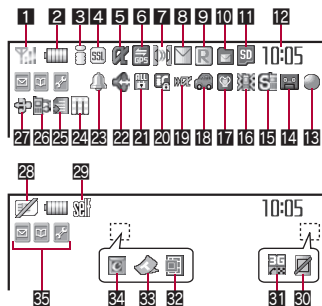 1 2 3 4 5 6 7 8 9 10 11 12
SSL GPS R SD 10:05
ALL S
27 26 25 24 23 22 21 20 19 18 17 16 15 14 13
28 29
Self 10:05
3G
35 34 33 32 31 30